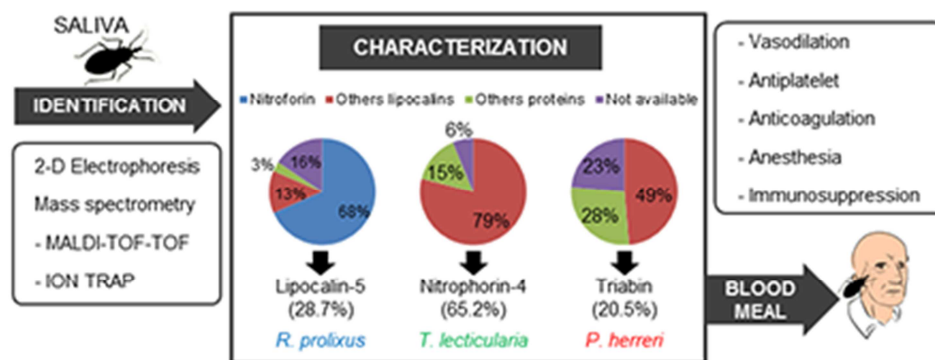 SALIVA
IDENTIFICATION
2-D Electrophoresis
Mass spectrometry
- MALDI-TOF-TOF
- ION TRAP
CHARACTERIZATION
Nitroforin Others lipocalins Others proteins Not available
3% 16% 13% 68%
6% 15% 79%
23% 49% 28%
Lipocalin-5 Nitrophorin-4 Triabin
(28.7%) (65.2%) (20.5%)
R. prolixus T. lecticularia P. herreri
- Vasodilation
- Antiplatelet
- Anticoagulation
- Anesthesia
- Immunosuppression
BLOOD
MEAL